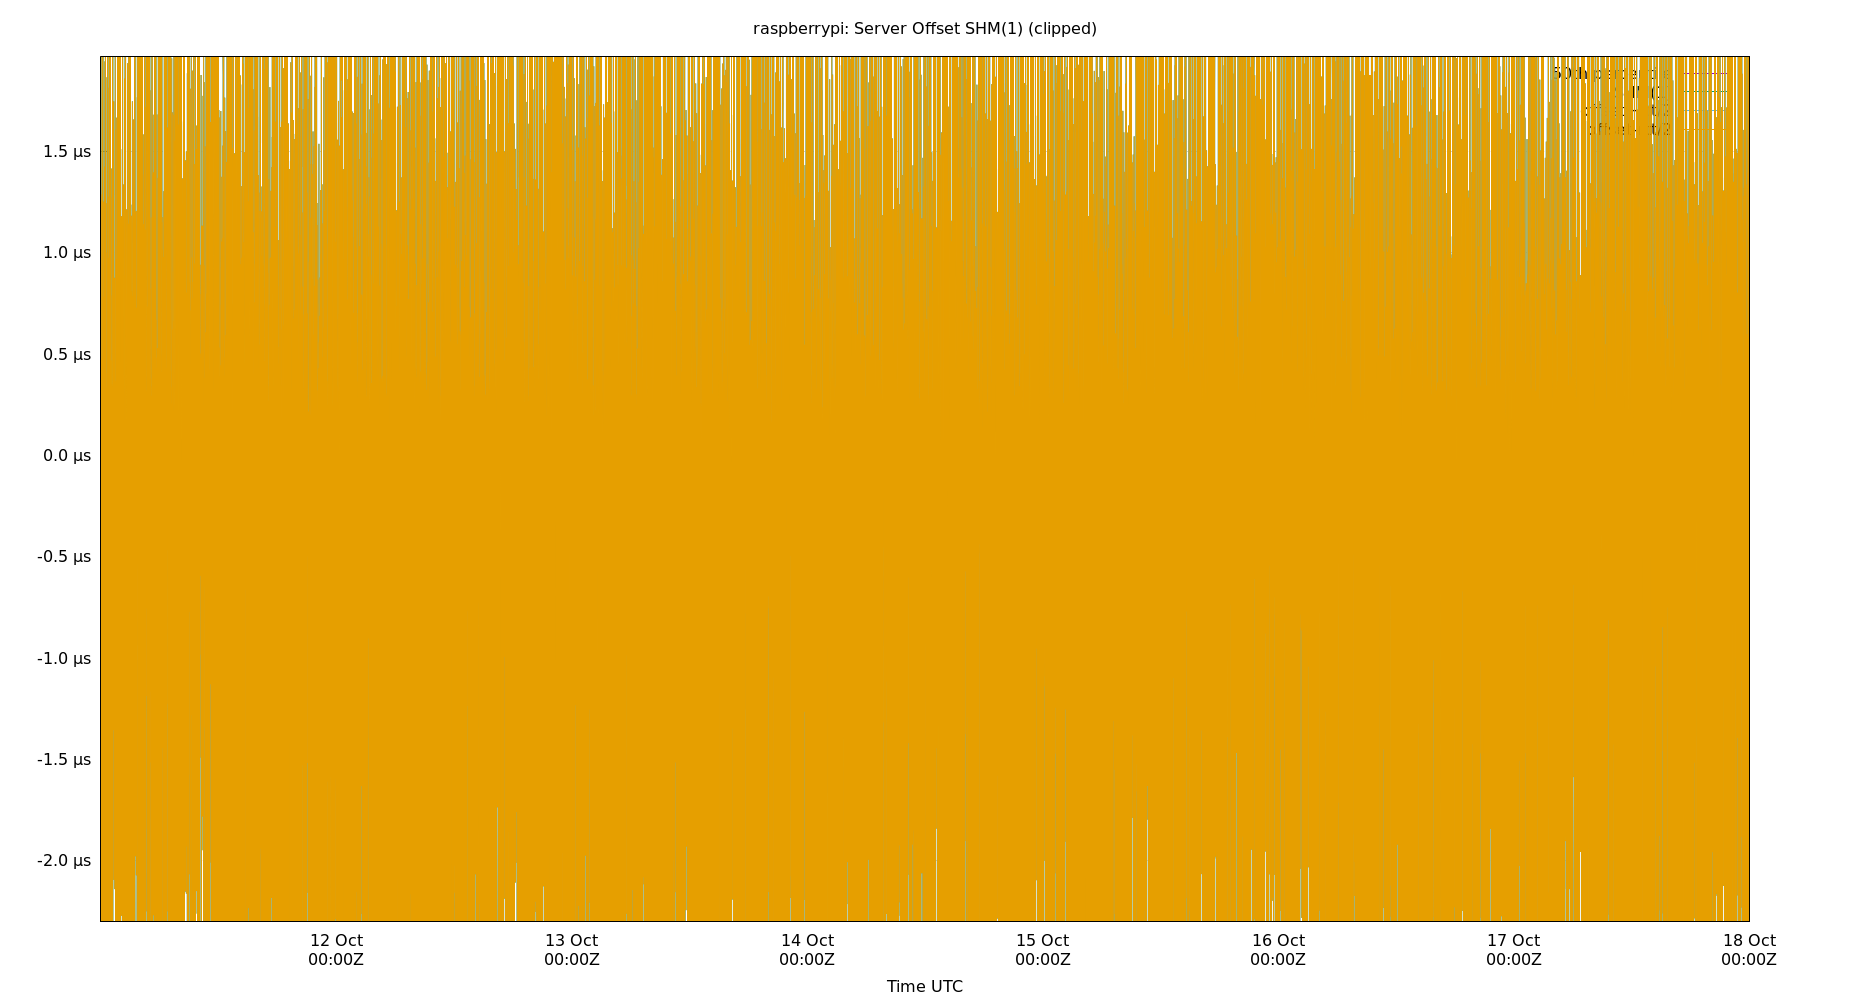 raspberrypi: Server Offset SHM(1) (clipped)
50th
1.5 µs
1.0 µs
0.5 µs
0.0 µs
-0.5 µs
-1.0 µs
-1.5 µs
-2.0 µs
12 Oct 13 Oct 14 Oct 15 Oct 16 Oct 17 Oct 18 Oct
00:00Z 00:00Z 00:00Z 00:00Z 00:00Z 00:00Z 00:00Z
Time UTC